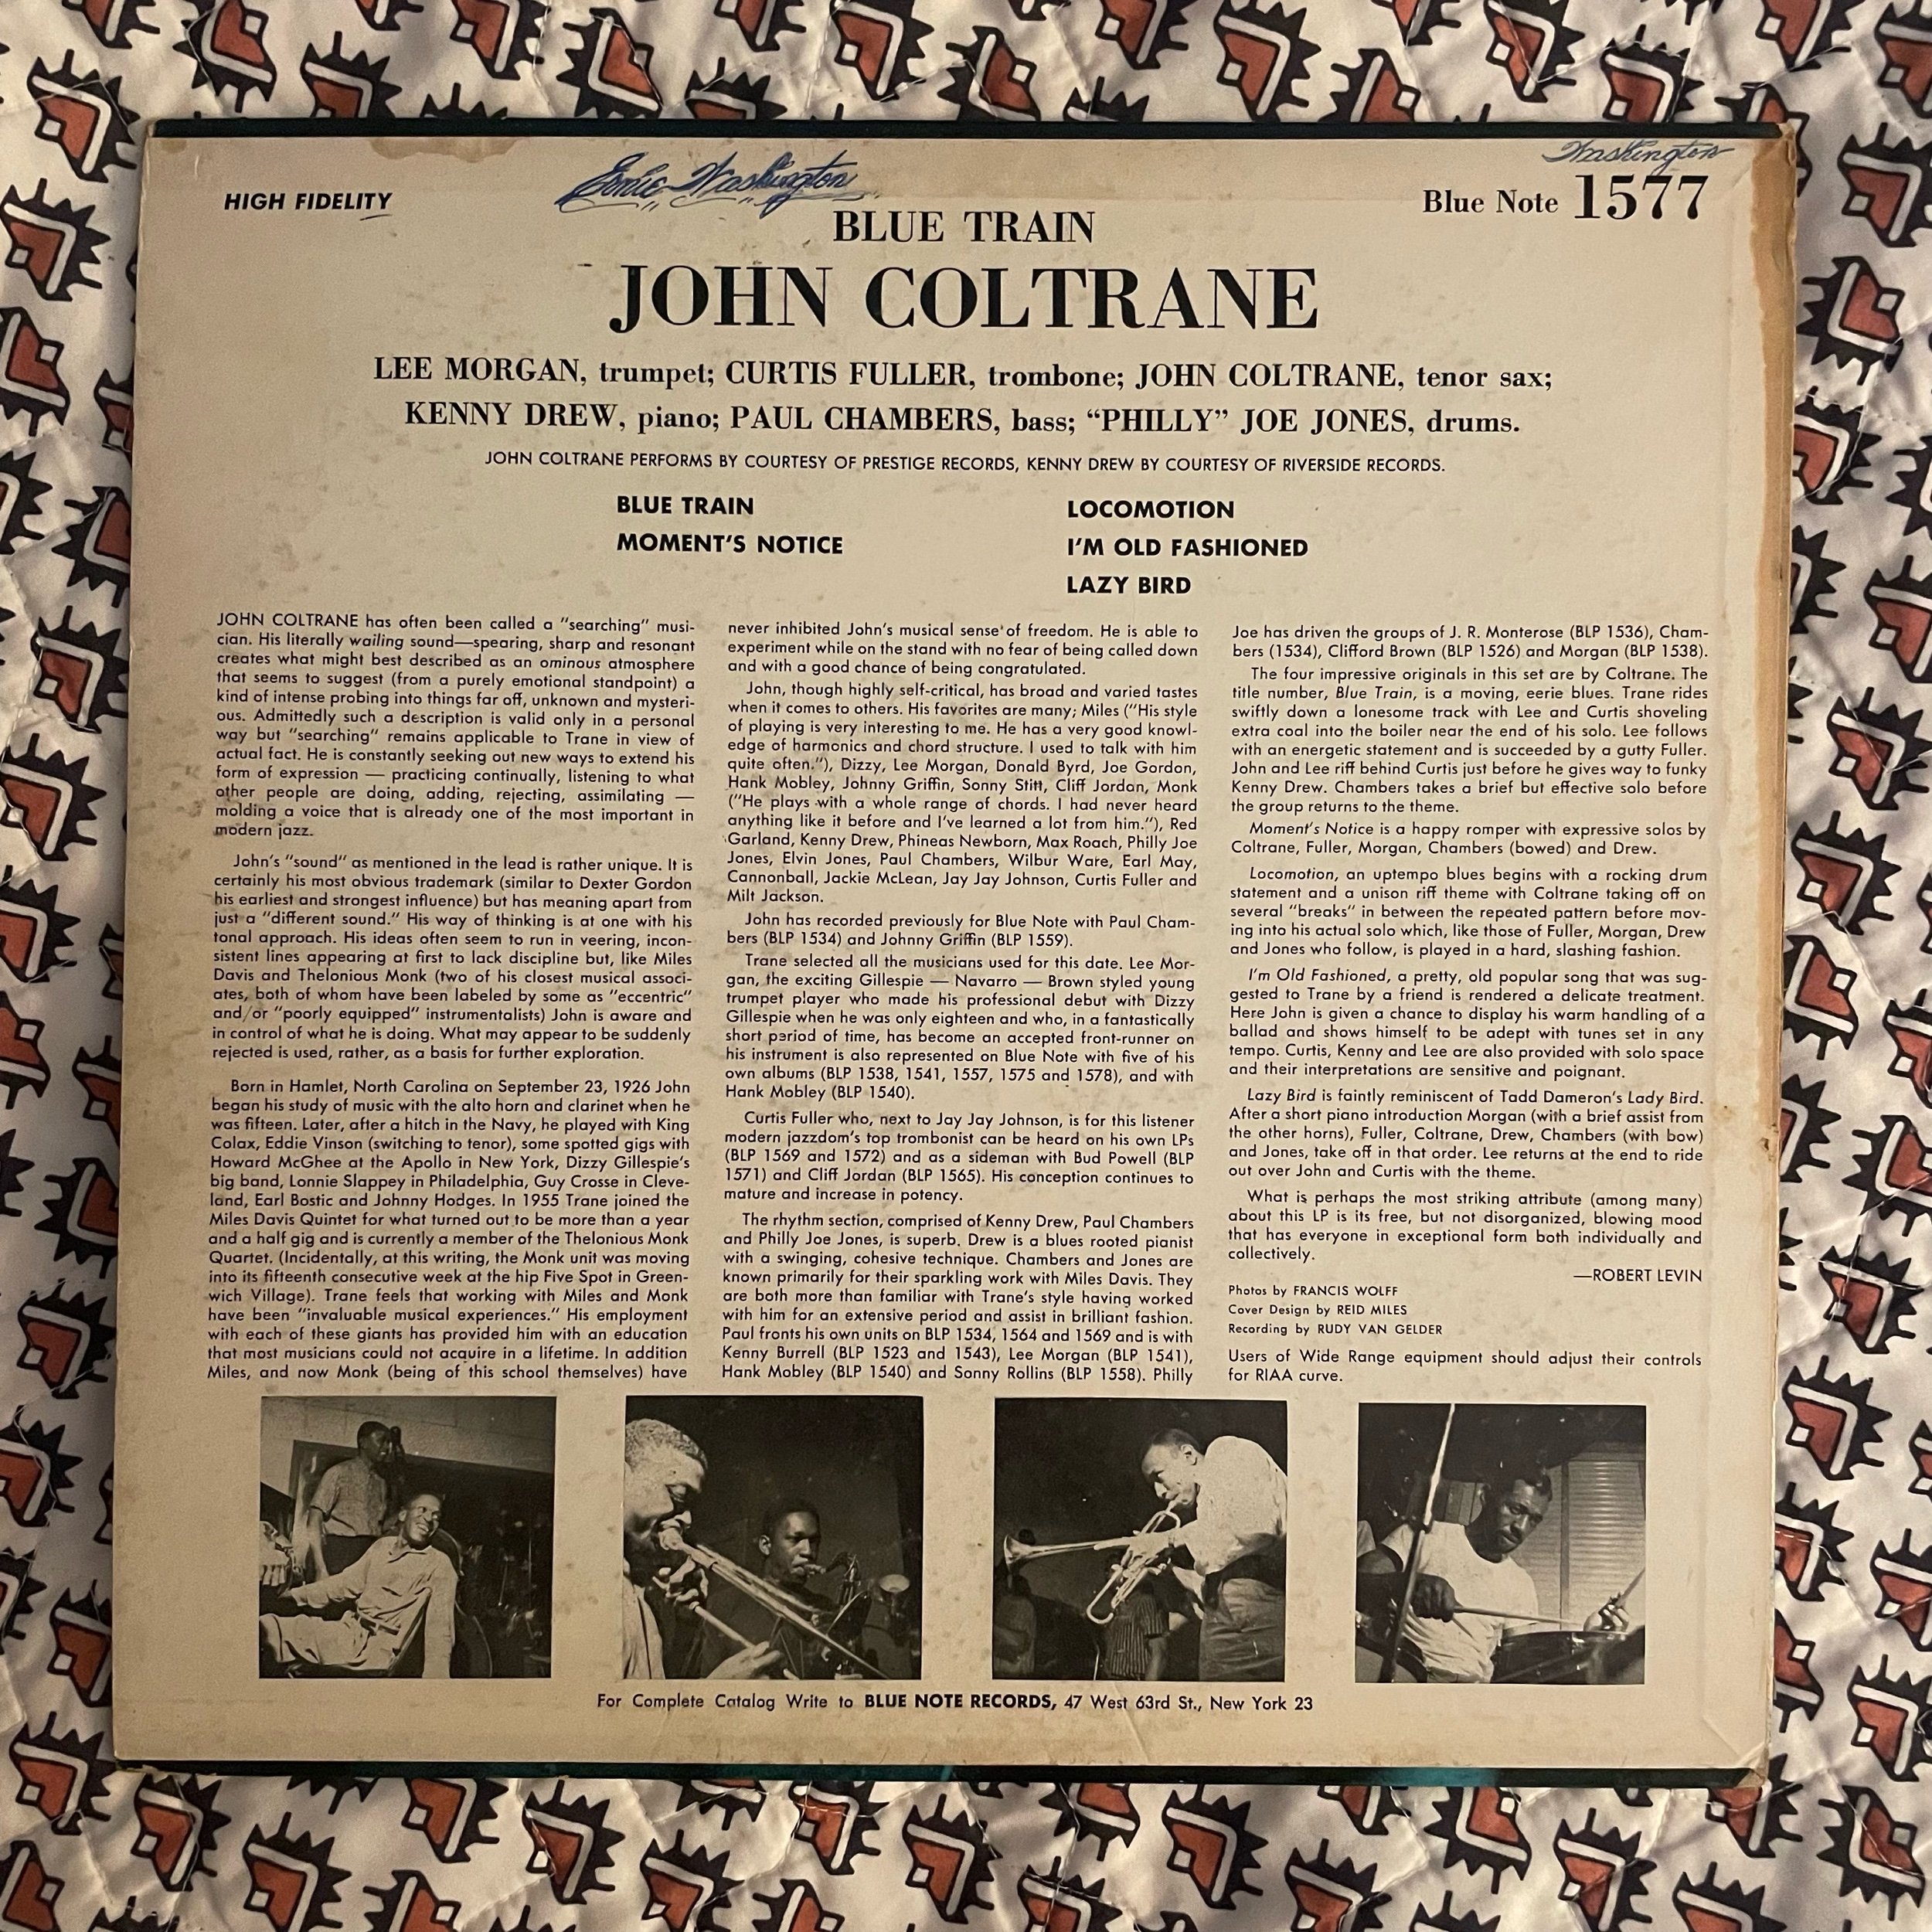 Ernie Washington
Washington
HIGH FIDELITY
Blue Note 1577
BLUE TRAIN
JOHN COLTRANE
LEE MORGAN, trumpet; CURTIS FULLER, trombone; JOHN COLTRANE, tenor sax;
KENNY DREW, piano; PAUL CHAMBERS, bass; “PHILLY” JOE JONES, drums.
JOHN COLTRANE PERFORMS BY COURTESY OF PRESTIGE RECORDS, KENNY DREW BY COURTESY OF RIVERSIDE RECORDS.
BLUE TRAIN
MOMENT'S NOTICE
LOCOMOTION
I'M OLD FASHIONED
LAZY BIRD
JOHN COLTRANE has often been called a "searching" musi-
cian. His literally wailing sound—spearing, sharp and resonant
creates what might best described as an ominous atmosphere
that seems to suggest (from a purely emotional standpoint) a
kind of intense probing into things far off, unknown and mysteri-
ous. Admittedly such a description is valid only in a personal
way but "searching" remains applicable to Trane in view of
actual fact. He is constantly seeking out new ways to extend his
form of expression — practicing continually, listening to what
other people are doing, adding, rejecting, assimilating —
molding a voice that is already one of the most important in
modern jazz.
John's "sound" as mentioned in the lead is rather unique. It is
certainly his most obvious trademark (similar to Dexter Gordon
his earliest and strongest influence) but has meaning apart from
just a "different sound." His way of thinking is at one with his
tonal approach. His ideas often seem to run in veering, incon-
sistent lines appearing at first to lack discipline but, like Miles
Davis and Thelonious Monk (two of his closest musical associ-
ates, both of whom have been labeled by some as "eccentric"
and/or "poorly equipped" instrumentalists) John is aware and
in control of what he is doing. What may appear to be suddenly
rejected is used, rather, as a basis for further exploration.
Born in Hamlet, North Carolina on September 23, 1926 John
began his study of music with the alto horn and clarinet when he
was fifteen. Later, after a hitch in the Navy, he played with King
Colax, Eddie Vinson (switching to tenor), some spotted gigs with
Howard McGhee at the Apollo in New York, Dizzy Gillespie's
big band, Lonnie Slappey in Philadelphia, Guy Crosse in Cleve-
land, Earl Bostic and Johnny Hodges. In 1955 Trane joined the
Miles Davis Quintet for what turned out to be more than a year
and a half gig and is currently a member of the Thelonious Monk
Quartet. (Incidentally, at this writing, the Monk unit was moving
into its fifteenth consecutive week at the hip Five Spot in Green-
wich Village). Trane feels that working with Miles and Monk
have been "invaluable musical experiences." His employment
with each of these giants has provided him with an education
that most musicians could not acquire in a lifetime. In addition
Miles, and now Monk (being of this school themselves) have
never inhibited John's musical sense of freedom. He is able to
experiment while on the stand with no fear of being called down
and with a good chance of being congratulated.
John, though highly self-critical, has broad and varied tastes
when it comes to others. His favorites are many; Miles ("His style
of playing is very interesting to me. He has a very good knowl-
edge of harmonics and chord structure. I used to talk with him
quite often."), Dizzy, Lee Morgan, Donald Byrd, Joe Gordon,
Hank Mobley, Johnny Griffin, Sonny Stitt, Cliff Jordan, Monk
("He plays with a whole range of chords. I had never heard
anything like it before and I've learned a lot from him."), Red
Garland, Kenny Drew, Phineas Newborn, Max Roach, Philly Joe
Jones, Elvin Jones, Paul Chambers, Wilbur Ware, Earl May,
Cannonball, Jackie McLean, Jay Jay Johnson, Curtis Fuller and
Milt Jackson.
John has recorded previously for Blue Note with Paul Cham-
bers (BLP 1534) and Johnny Griffin (BLP 1559).
Trane selected all the musicians used for this date. Lee Mor-
gan, the exciting Gillespie — Navarro — Brown styled young
trumpet player who made his professional debut with Dizzy
Gillespie when he was only eighteen and who, in a fantastically
short period of time, has become an accepted front-runner on
his instrument is also represented on Blue Note with five of his
own albums (BLP 1538, 1541, 1557, 1575 and 1578), and with
Hank Mobley (BLP 1540).
Curtis Fuller who, next to Jay Jay Johnson, is for this listener
modern jazzdom's top trombonist can be heard on his own LPs
(BLP 1569 and 1572) and as a sideman with Bud Powell (BLP
1571) and Cliff Jordan (BLP 1565). His conception continues to
mature and increase in potency.
The rhythm section, comprised of Kenny Drew, Paul Chambers
and Philly Joe Jones, is superb. Drew is a blues rooted pianist
with a swinging, cohesive technique. Chambers and Jones are
known primarily for their sparkling work with Miles Davis. They
are both more than familiar with Trane's style having worked
with him for an extensive period and assist in brilliant fashion.
Paul fronts his own units on BLP 1534, 1564 and 1569 and is with
Kenny Burrell (BLP 1523 and 1543), Lee Morgan (BLP 1541),
Hank Mobley (BLP 1540) and Sonny Rollins (BLP 1558). Philly
Joe has driven the groups of J. R. Monterose (BLP 1536), Cham-
bers (1534), Clifford Brown (BLP 1526) and Morgan (BLP 1538).
The four impressive originals in this set are by Coltrane. The
title number, Blue Train, is a moving, eerie blues. Trane rides
swiftly down a lonesome track with Lee and Curtis shoveling
extra coal into the boiler near the end of his solo. Lee follows
with an energetic statement and is succeeded by a gutty Fuller.
John and Lee riff behind Curtis just before he gives way to funky
Kenny Drew. Chambers takes a brief but effective solo before
the group returns to the theme.
Moment's Notice is a happy romper with expressive solos by
Coltrane, Fuller, Morgan, Chambers (bowed) and Drew.
Locomotion, an uptempo blues begins with a rocking drum
statement and a unison riff theme with Coltrane taking off on
several "breaks" in between the repeated pattern before mov-
ing into his actual solo which, like those of Fuller, Morgan, Drew
and Jones who follow, is played in a hard, slashing fashion.
I'm Old Fashioned, a pretty, old popular song that was sug-
gested to Trane by a friend is rendered a delicate treatment.
Here John is given a chance to display his warm handling of a
ballad and shows himself to be adept with tunes set in any
tempo. Curtis, Kenny and Lee are also provided with solo space
and their interpretations are sensitive and poignant.
Lazy Bird is faintly reminiscent of Tadd Dameron's Lady Bird.
After a short piano introduction Morgan (with a brief assist from
the other horns), Fuller, Coltrane, Drew, Chambers (with bow)
and Jones, take off in that order. Lee returns at the end to ride
out over John and Curtis with the theme.
What is perhaps the most striking attribute (among many)
about this LP is its free, but not disorganized, blowing mood
that has everyone in exceptional form both individually and
collectively.
—ROBERT LEVIN
Photos by FRANCIS WOLFF
Cover Design by REID MILES
Recording by RUDY VAN GELDER
Users of Wide Range equipment should adjust their controls
for RIAA curve.
For Complete Catalog Write to BLUE NOTE RECORDS, 47 West 63rd St., New York 23